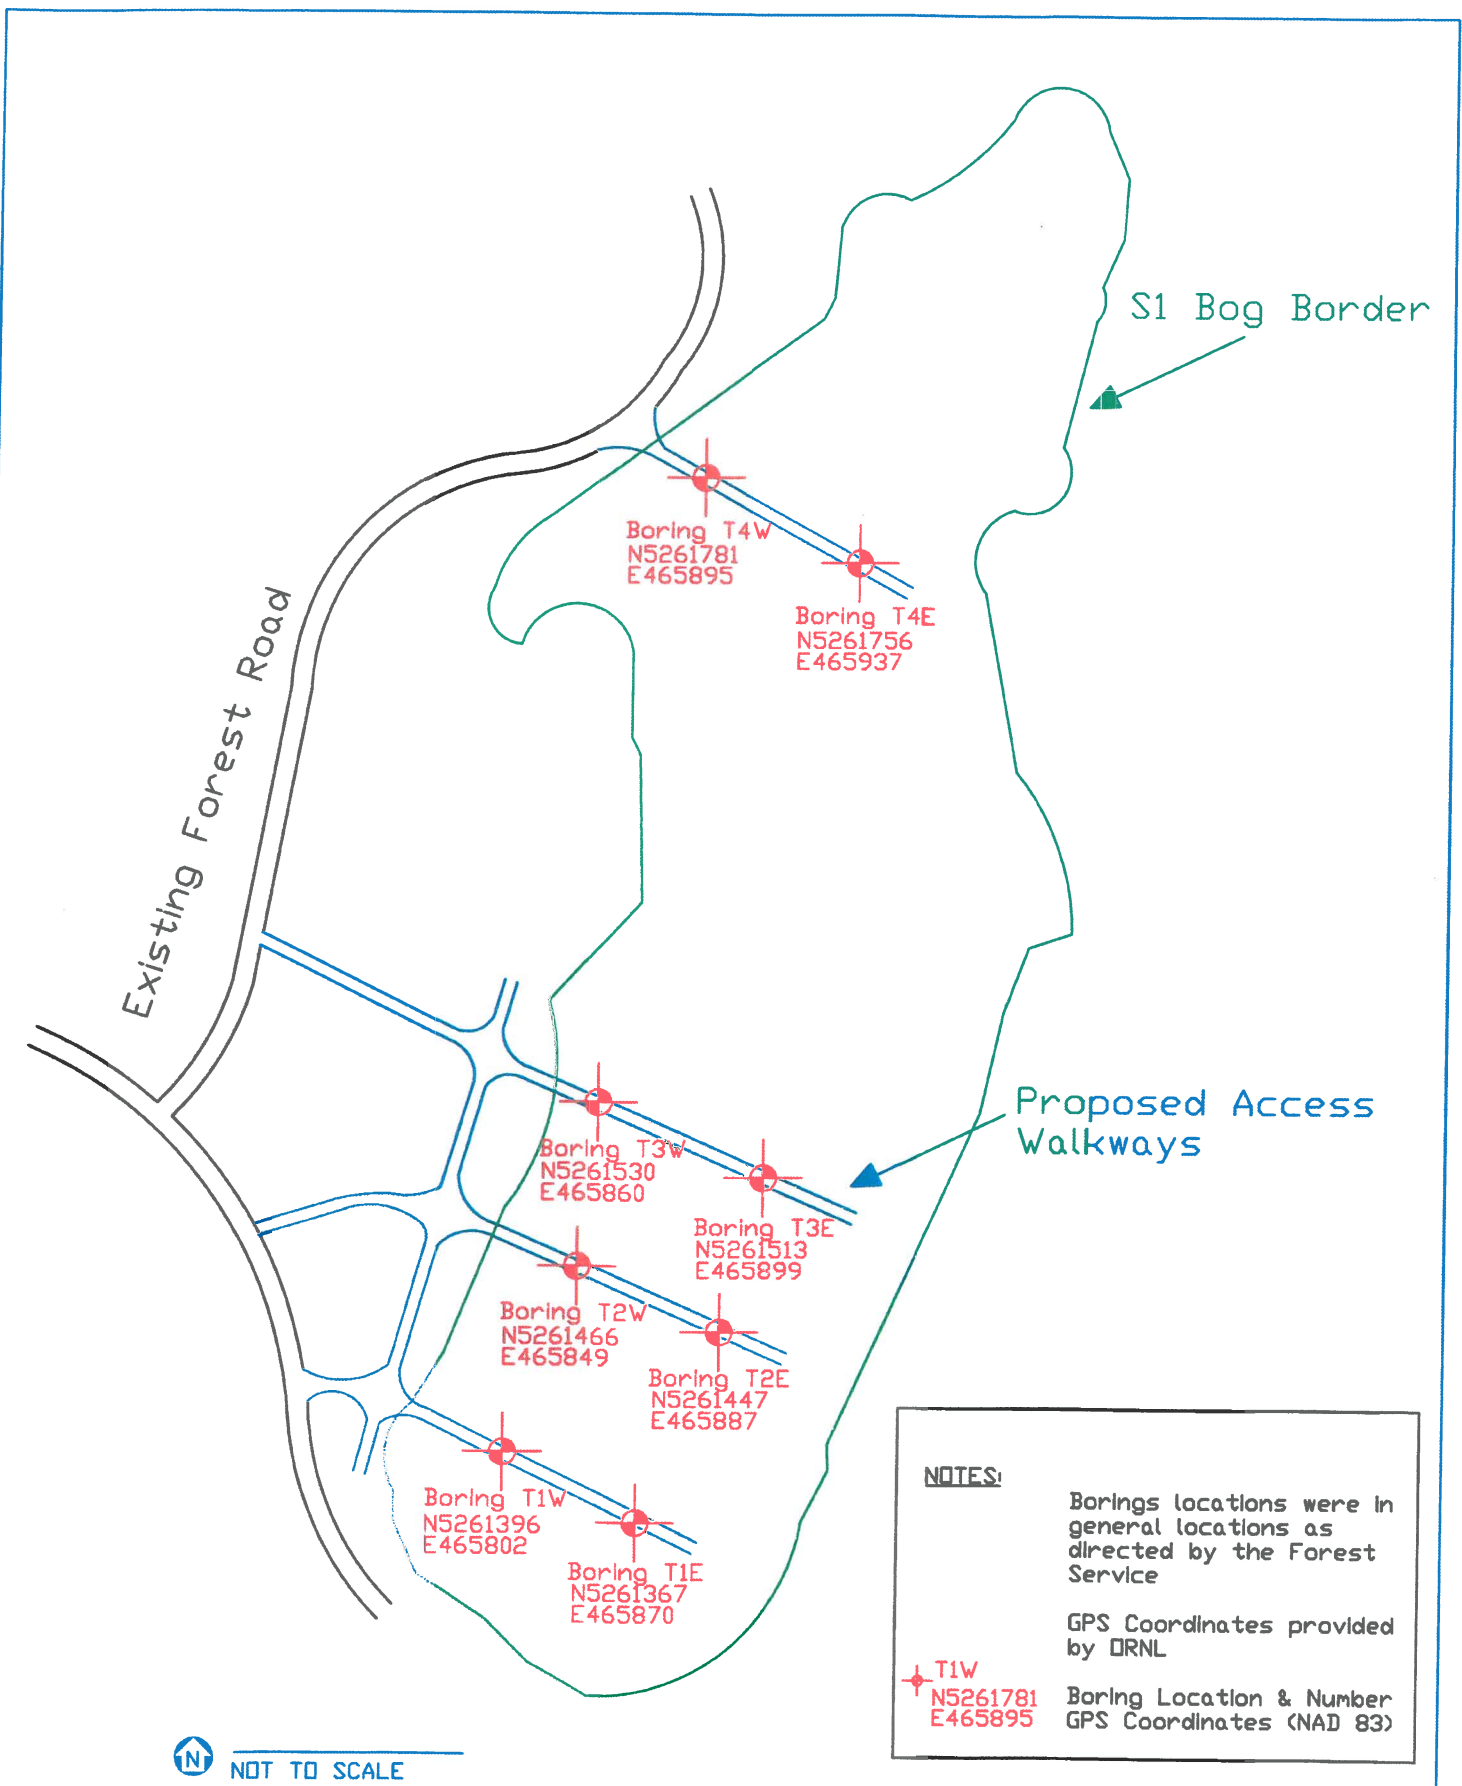 S1 Bog Border
Boring T4W
N5261781
E465895
Boring T4E
N5261756
E465937
Existing Forest Road
Proposed Access
Walkways
Boring T3W
N5261530
E465860
Boring T3E
N5261513
E465899
Boring T2W
N5261466
E465849
Boring T2E
N5261447
E465887
Boring T1W
N5261396
E465802
Boring T1E
N5261367
E465870
NOTES:
Borings locations were in
general locations as
directed by the Forest
Service
GPS Coordinates provided
by ORNL
T1W
N5261781
E465895
Boring Location & Number
GPS Coordinates (NAD 83)
N
NOT TO SCALE